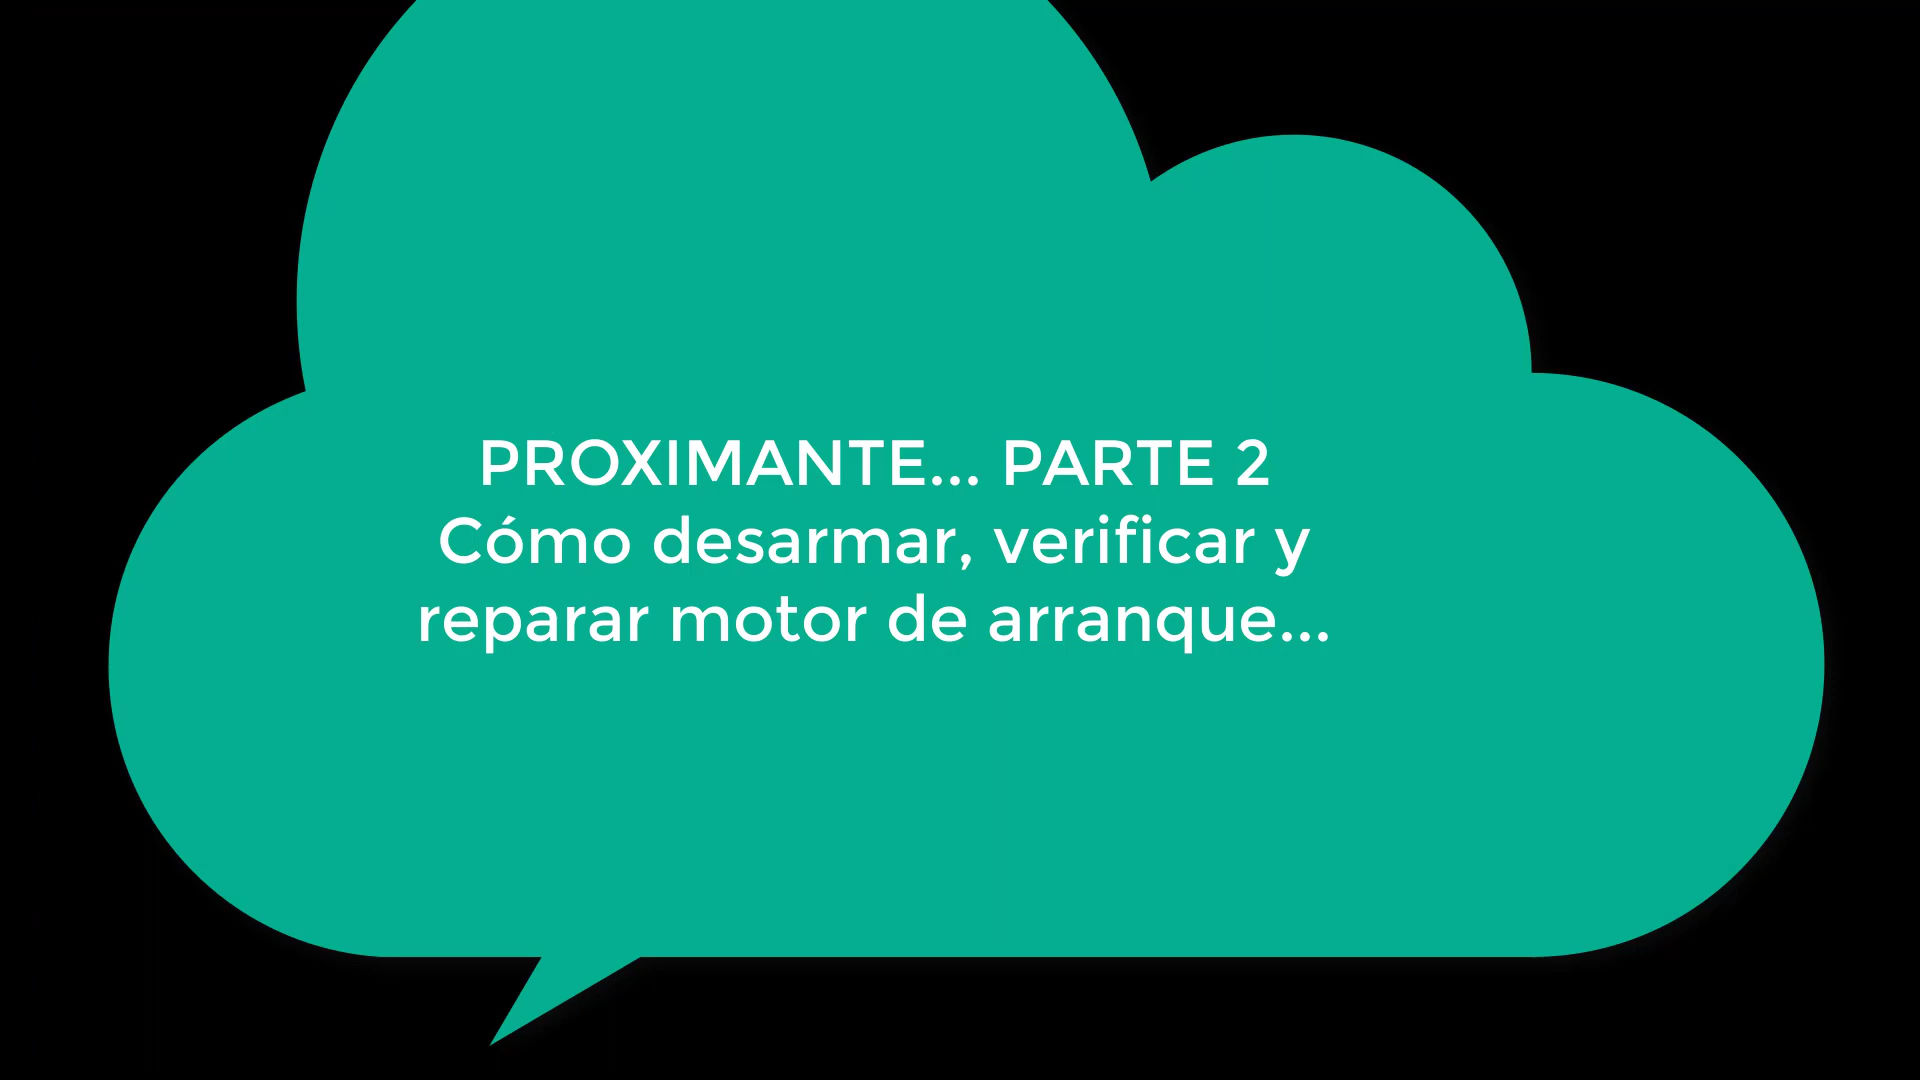 PROXIMANTE... PARTE 2
Cómo desarmar, verificar y
reparar motor de arranque...